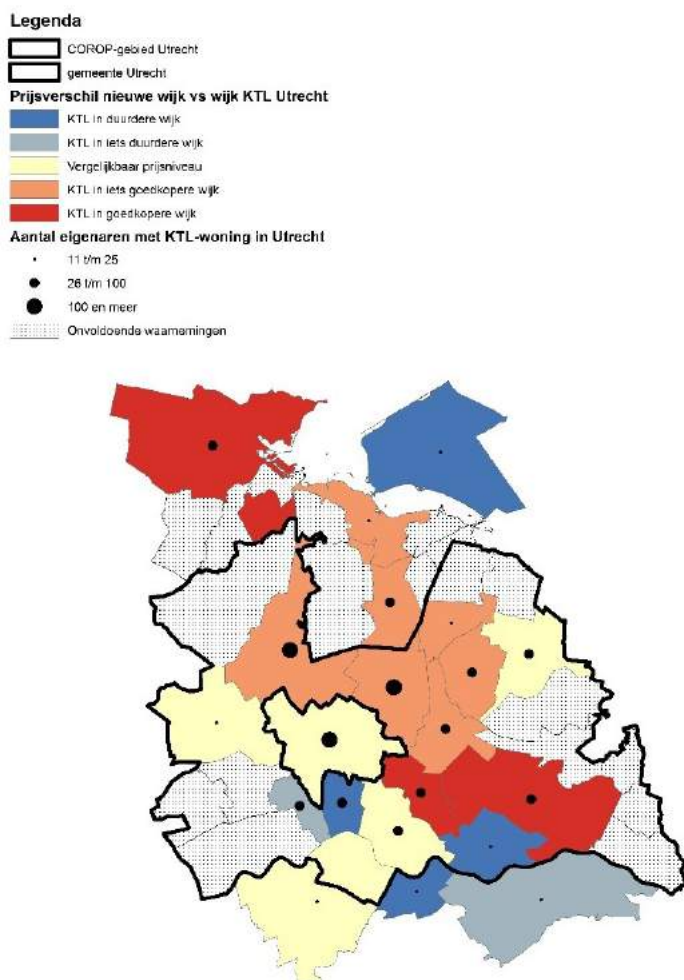 Legenda
COROP-gebied Utrecht
gemeente Utrecht
Prijsverschil nieuwe wijk vs wijk KTL Utrecht
KTL in duurdere wijk
KTL in iets duurdere wijk
Vergelijkbaar prijsniveau
KTL in iets goedkopere wijk
KTL in goedkopere wijk
Aantal eigenaren met KTL-woning in Utrecht
11 t/m 25
26 t/m 100
100 en meer
Onvoldoende waarnemingen